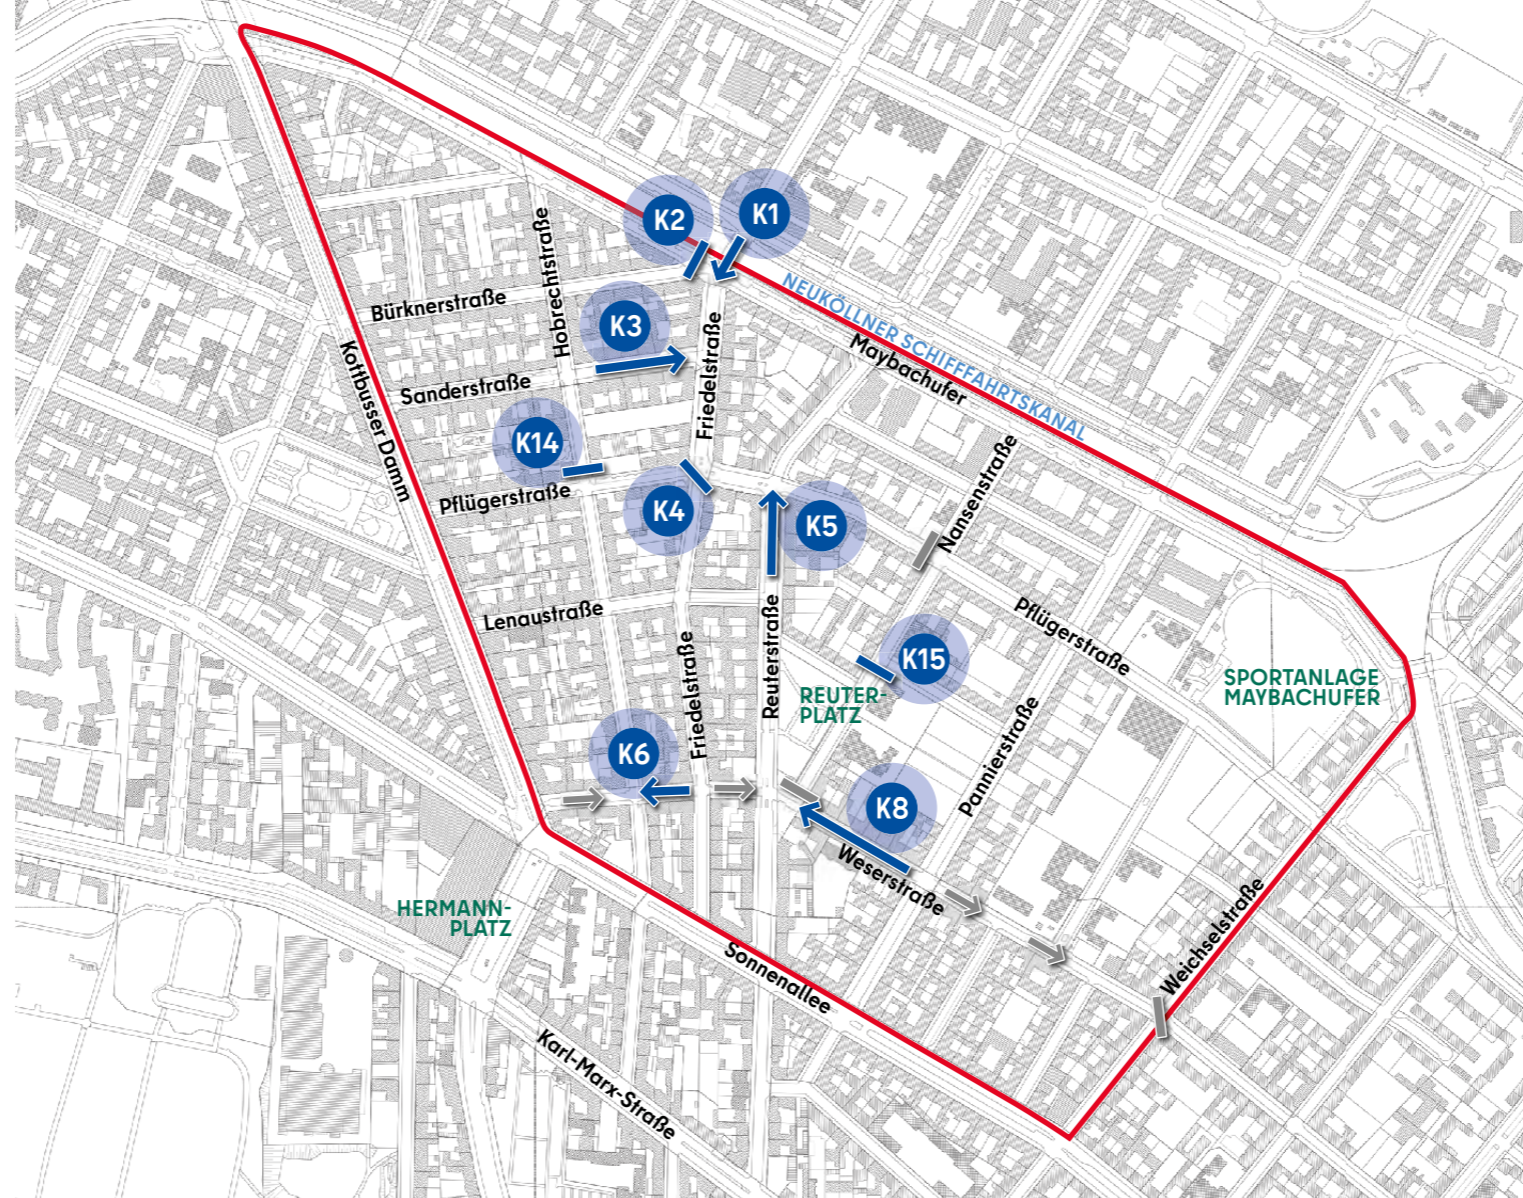 K2
K1
NEUKÖLLNER SCHIFFFAHRTSKANAL
Hobrechtstraße
Bürknerstraße
K3
Maybachufer
Kottbusser Damm
Friedelstraße
Sanderstraße
K14
Nansenstraße
Pflügerstraße
K4
K5
Lenaustraße
Pflügerstraße
K15
Reuterstraße
Friedelstraße
REUTER-
PLATZ
SPORTANLAGE
MAYBACHUFER
K6
Pannierstraße
K8
Weserstraße
HERMANN-
PLATZ
Weichselstraße
Sonnenallee
Karl-Marx-Straße